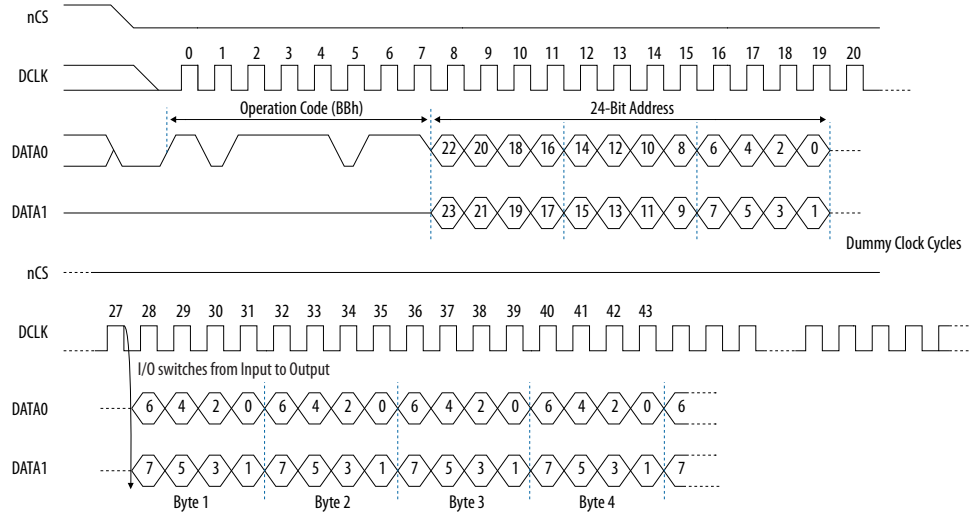 nCS
0 1 2 3 4 5 6 7 8 9 10 11 12 13 14 15 16 17 18 19 20
DCLK
Operation Code (BBh) 24-Bit Address
DATA0 22 20 18 16 14 12 10 8 6 4 2 0
DATA1 23 21 19 17 15 13 11 9 7 5 3 1
Dummy Clock Cycles
nCS
27 28 29 30 31 32 33 34 35 36 37 38 39 40 41 42 43
DCLK
I/O switches from Input to Output
DATA0 6 4 2 0 6 4 2 0 6 4 2 0 6 4 2 0 6
DATA1 7 5 3 1 7 5 3 1 7 5 3 1 7 5 3 1 7
Byte 1 Byte 2 Byte 3 Byte 4